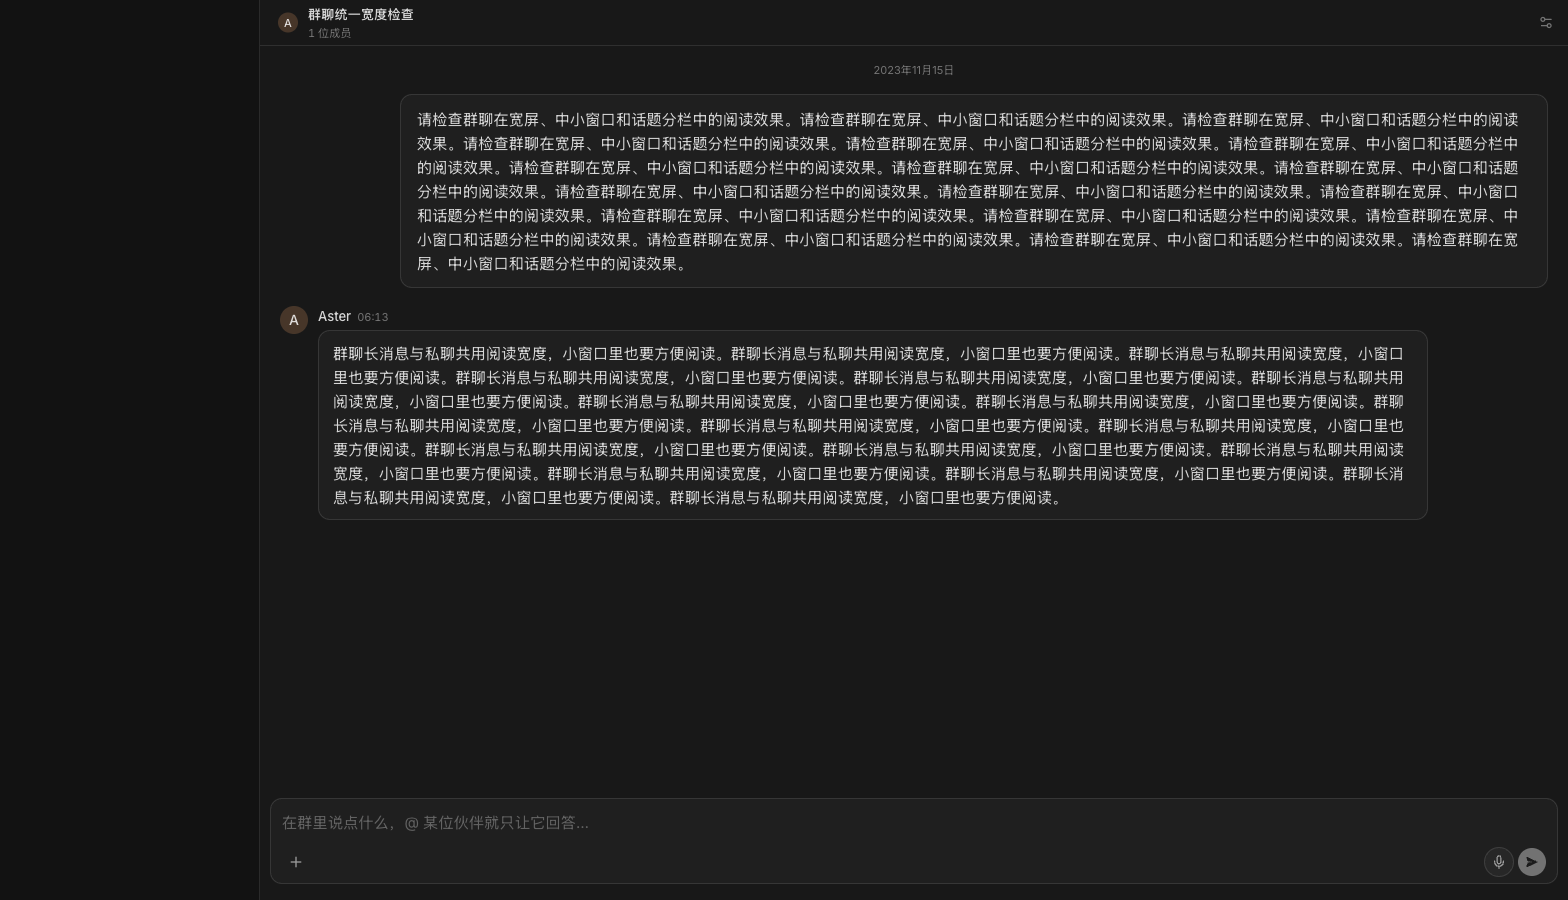 A
群聊统一宽度检查
1 位成员
2023年11月15日
请检查群聊在宽屏、中小窗口和话题分栏中的阅读效果。请检查群聊在宽屏、中小窗口和话题分栏中的阅读效果。请检查群聊在宽屏、中小窗口和话题分栏中的阅读
效果。请检查群聊在宽屏、中小窗口和话题分栏中的阅读效果。请检查群聊在宽屏、中小窗口和话题分栏中的阅读效果。请检查群聊在宽屏、中小窗口和话题分栏中
的阅读效果。请检查群聊在宽屏、中小窗口和话题分栏中的阅读效果。请检查群聊在宽屏、中小窗口和话题分栏中的阅读效果。请检查群聊在宽屏、中小窗口和话题
分栏中的阅读效果。请检查群聊在宽屏、中小窗口和话题分栏中的阅读效果。请检查群聊在宽屏、中小窗口和话题分栏中的阅读效果。请检查群聊在宽屏、中小窗口
和话题分栏中的阅读效果。请检查群聊在宽屏、中小窗口和话题分栏中的阅读效果。请检查群聊在宽屏、中小窗口和话题分栏中的阅读效果。请检查群聊在宽屏、中
小窗口和话题分栏中的阅读效果。请检查群聊在宽屏、中小窗口和话题分栏中的阅读效果。请检查群聊在宽屏、中小窗口和话题分栏中的阅读效果。请检查群聊在宽
屏、中小窗口和话题分栏中的阅读效果。
A
Aster 06:13
群聊长消息与私聊共用阅读宽度，小窗口里也要方便阅读。群聊长消息与私聊共用阅读宽度，小窗口里也要方便阅读。群聊长消息与私聊共用阅读宽度，小窗口
里也要方便阅读。群聊长消息与私聊共用阅读宽度，小窗口里也要方便阅读。群聊长消息与私聊共用阅读宽度，小窗口里也要方便阅读。群聊长消息与私聊共用
阅读宽度，小窗口里也要方便阅读。群聊长消息与私聊共用阅读宽度，小窗口里也要方便阅读。群聊长消息与私聊共用阅读宽度，小窗口里也要方便阅读。群聊
长消息与私聊共用阅读宽度，小窗口里也要方便阅读。群聊长消息与私聊共用阅读宽度，小窗口里也要方便阅读。群聊长消息与私聊共用阅读宽度，小窗口里也
要方便阅读。群聊长消息与私聊共用阅读宽度，小窗口里也要方便阅读。群聊长消息与私聊共用阅读宽度，小窗口里也要方便阅读。群聊长消息与私聊共用阅读
宽度，小窗口里也要方便阅读。群聊长消息与私聊共用阅读宽度，小窗口里也要方便阅读。群聊长消息与私聊共用阅读宽度，小窗口里也要方便阅读。群聊长消
息与私聊共用阅读宽度，小窗口里也要方便阅读。群聊长消息与私聊共用阅读宽度，小窗口里也要方便阅读。
在群里说点什么，@ 某位伙伴就只让它回答...